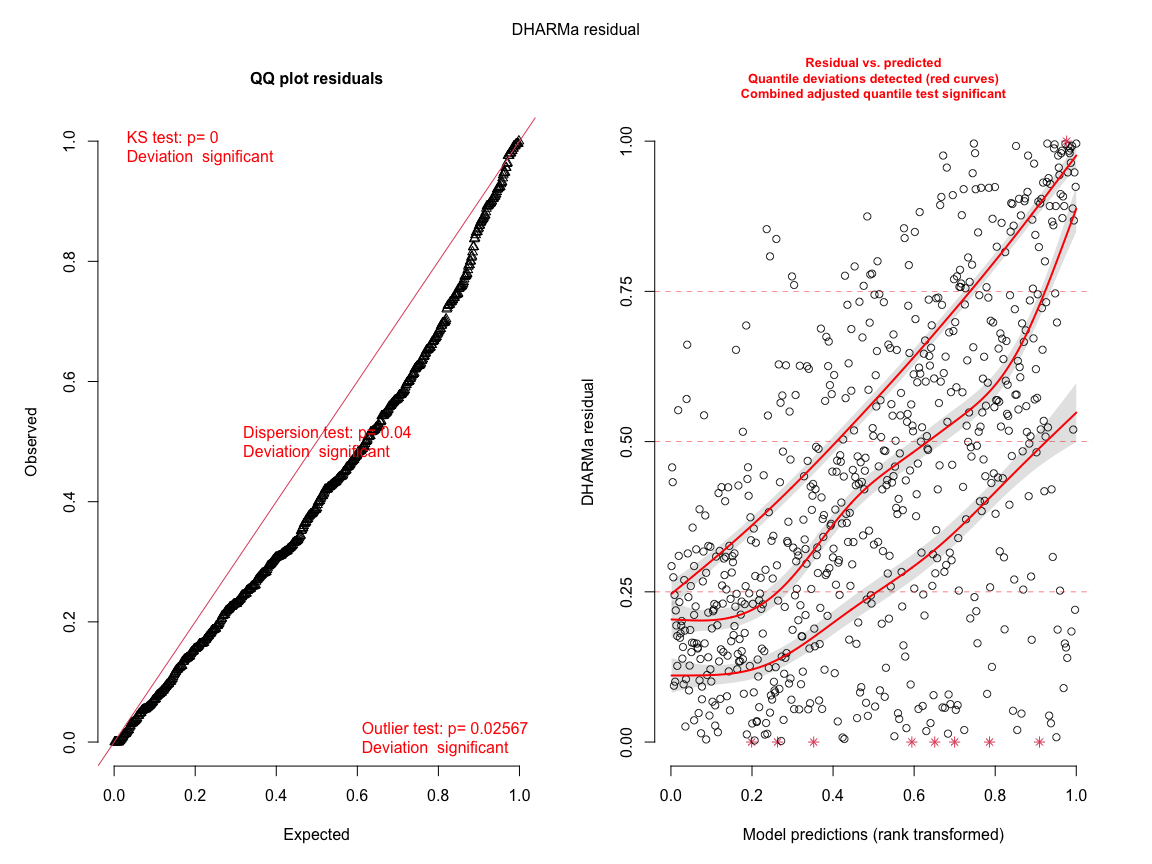 DHARMa residual
QQ plot residuals
KS test: p= 0
Deviation  significant
Dispersion test: p= 0.04
Deviation  significant
Outlier test: p= 0.02567
Deviation  significant
Observed
0.0
0.2
0.4
0.6
0.8
1.0
0.0
0.2
0.4
0.6
0.8
1.0
Expected
Residual vs. predicted
Quantile deviations detected (red curves)
Combined adjusted quantile test significant
DHARMa residual
0.00
0.25
0.50
0.75
1.00
0.0
0.2
0.4
0.6
0.8
1.0
Model predictions (rank transformed)